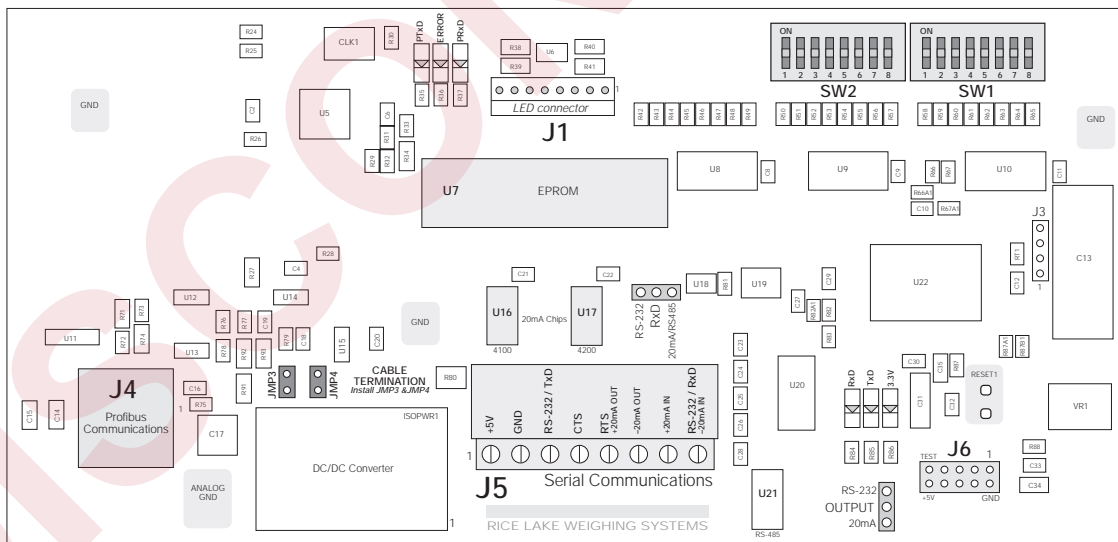 R24
R25
CLK1
R30
PTxD
ERROR
PRxD
R38
R39
U6
R40
R41
R35
R36
R37
LED connector
1
J1
ON
1 2 3 4 5 6 7 8
SW2
ON
1 2 3 4 5 6 7 8
SW1
GND
C2
R26
U5
C6
R31
R33
R29
R32
R34
R42 R43 R44 R45 R46 R47 R48 R49
R50 R51 R52 R53 R54 R55 R56 R57
R58 R59 R60 R61 R62 R63 R64 R65
GND
U7
EPROM
U8
C8
U9
C9
R66
R67
U10
C11
R66A1
C10
R67A1
J3
1
RT1
C12
C13
R28
R27
C4
U12
U14
R71
R73
R72
R74
U11
U13
R76
R77
C19
R78
R92
R93
R79
C18
U15
C20
GND
C21
C22
U16
4100
20mA Chips
U17
4200
RS-232
RxD
20mA/RS485
U18
R81
U19
C27
C29
R82A1
R82
R83
U22
J4
Profibus
Communications
1
C15
C14
C16
R75
C17
R91
JMP3
JMP4
CABLE
TERMINATION
Install JMP3 &JMP4
R80
ISOPWR1
DC/DC Converter
1
ANALOG
GND
+5V
GND
RS-232 / TxD
CTS
RTS
+20mA OUT
–20mA OUT
+20mA IN
RS-232 / RxD
–20mA IN
1
J5
Serial Communications
RICE LAKE WEIGHING SYSTEMS
C23
C24
C25
C26
C28
U20
U21
RS-485
RxD
TxD
3.3V
R84
R85
R86
C30
C31
C35
R87
C32
R87A1
R87B1
RESET1
VR1
RS-232
OUTPUT
20mA
J6
TEST
1
+5V
GND
R88
C33
C34